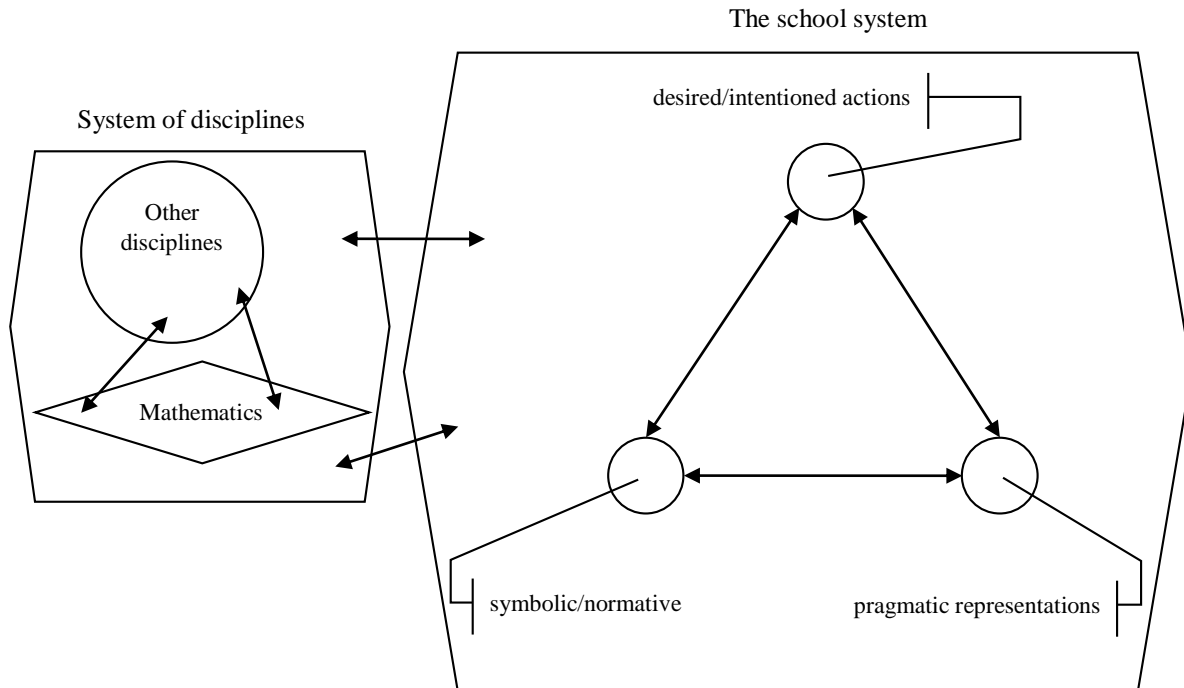 The school system
desired/intentioned actions
System of disciplines
Other
disciplines
Mathematics
symbolic/normative
pragmatic representations